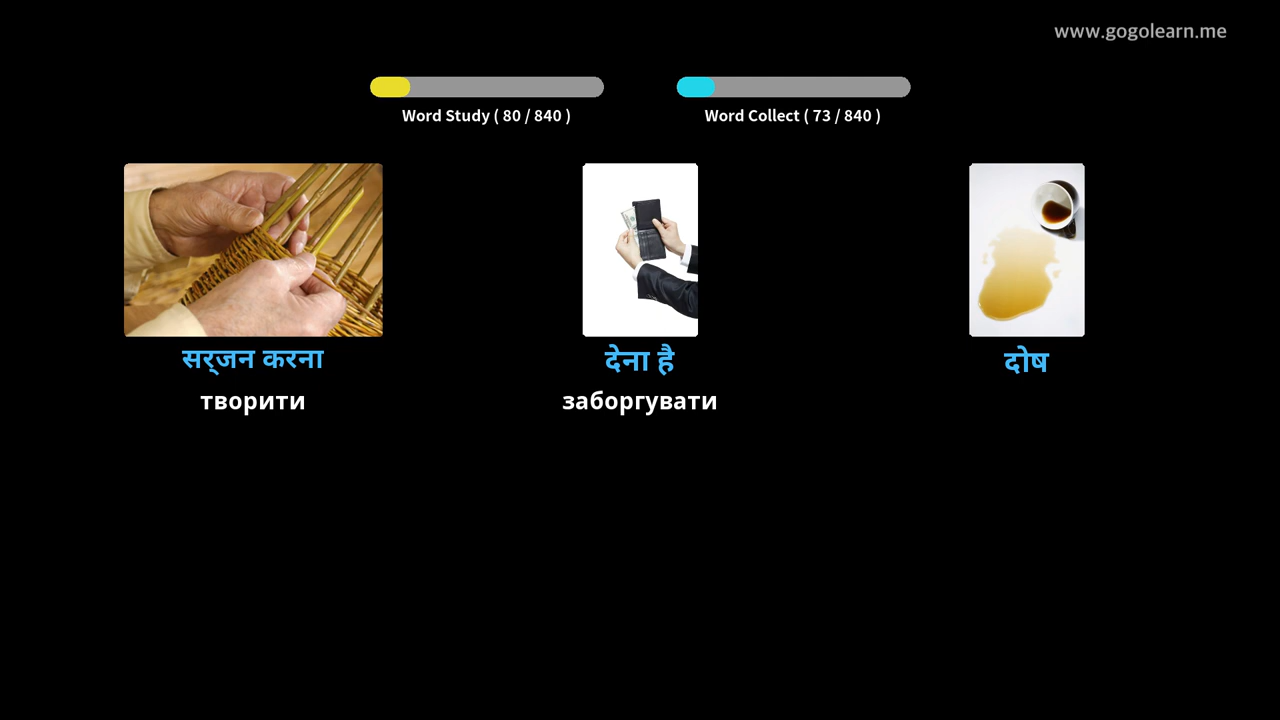 www.gogolearn.me
Word Study ( 80 / 840 )
Word Collect ( 73 / 840 )
सर्‍जन करना
творити
देना है
заборгувати
दोष